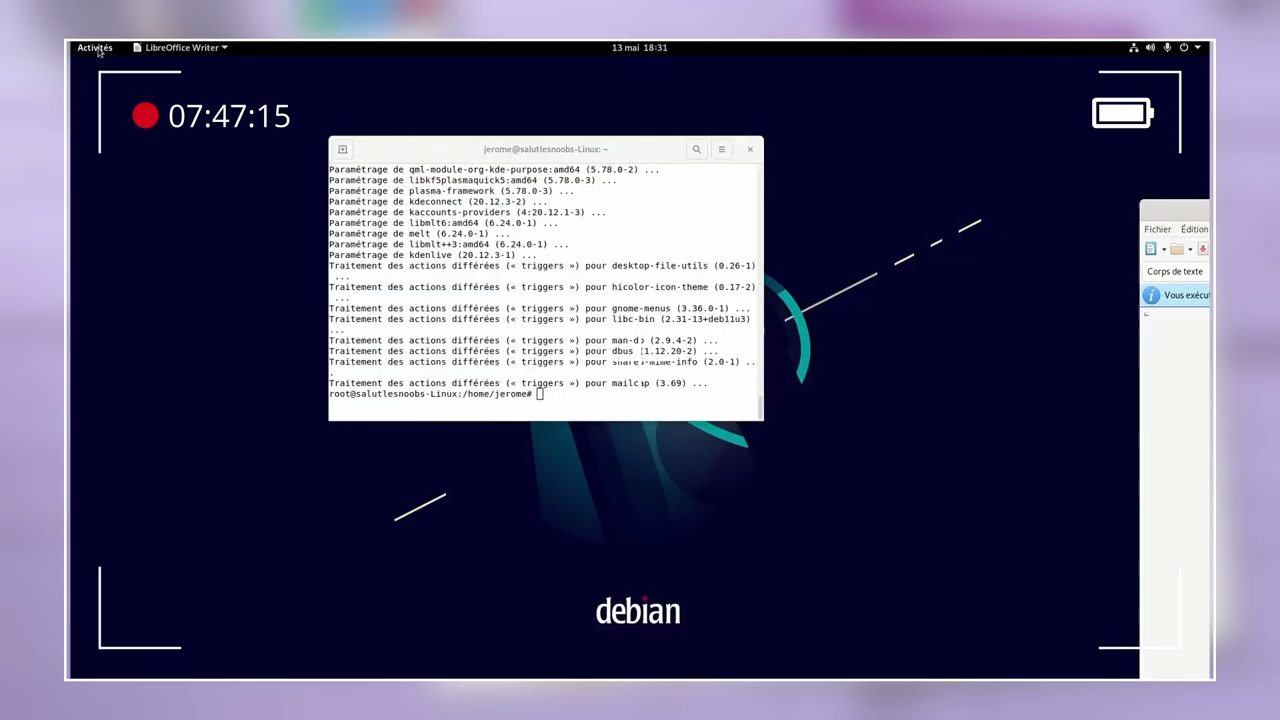 Activités
LibreOffice Writer
13 mai 18:31
07:47:15
jerome@salutlesnoobs-Linux: ~
Paramétrage de qml-module-org-kde-purpose:amd64 (5.78.0-2) ...
Paramétrage de libkf5plasmaquick5:amd64 (5.78.0-3) ...
Paramétrage de plasma-framework (5.78.0-3) ...
Paramétrage de kdeconnect (20.12.3-2) ...
Paramétrage de kaccounts-providers (4:20.12.1-3) ...
Paramétrage de libmlt6:amd64 (6.24.0-1) ...
Paramétrage de melt (6.24.0-1) ...
Paramétrage de libmlt++3:amd64 (6.24.0-1) ...
Paramétrage de kdenlive (20.12.3-1) ...
Traitement des actions différées (« triggers ») pour desktop-file-utils (0.26-1)
...
Traitement des actions différées (« triggers ») pour hicolor-icon-theme (0.17-2)
...
Traitement des actions différées (« triggers ») pour gnome-menus (3.36.0-1) ...
Traitement des actions différées (« triggers ») pour libc-bin (2.31-13+deb11u3)
...
Traitement des actions différées (« triggers ») pour (2.9.4-2) ...
Traitement des actions différées (« triggers ») pour dbus (1.12.20-2) ...
Traitement des actions différées (« triggers ») pour shared-mime-info (2.0-1) ..
.
Traitement des actions différées (« triggers ») pour mailcap (3.69) ...
root@salutlesnoobs-Linux:/home/jerome#
Fichier Édition
Corps de texte
Vous exécut
debian